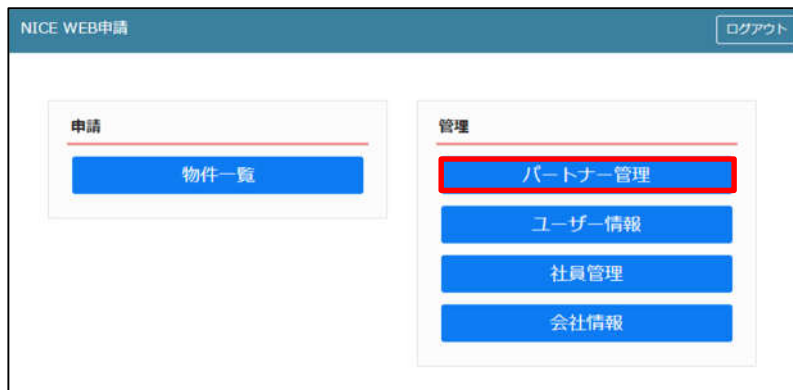 NICE WEB申請
ログアウト
申請
物件一覧
管理
パートナー管理
ユーザー情報
社員管理
会社情報